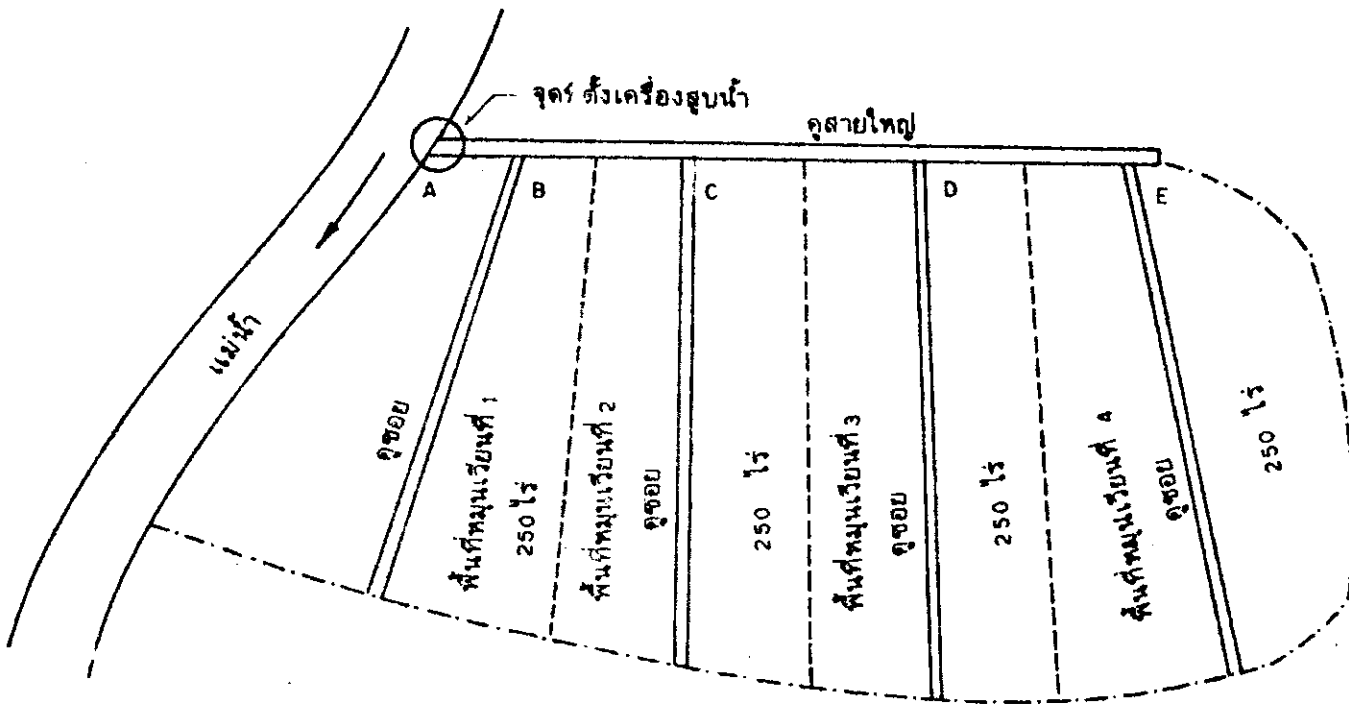 จุดที่ ตั้งเครื่องสูบน้ำ
คูสายใหญ่
A
B
C
D
E
แม่น้ำ
คูซอย
พื้นที่หมุนเวียนที่ 1
250 ไร่
พื้นที่หมุนเวียนที่ 2
คูซอย
250 ไร่
พื้นที่หมุนเวียนที่ 3
คูซอย
250 ไร่
พื้นที่หมุนเวียนที่ 4
คูซอย
250 ไร่